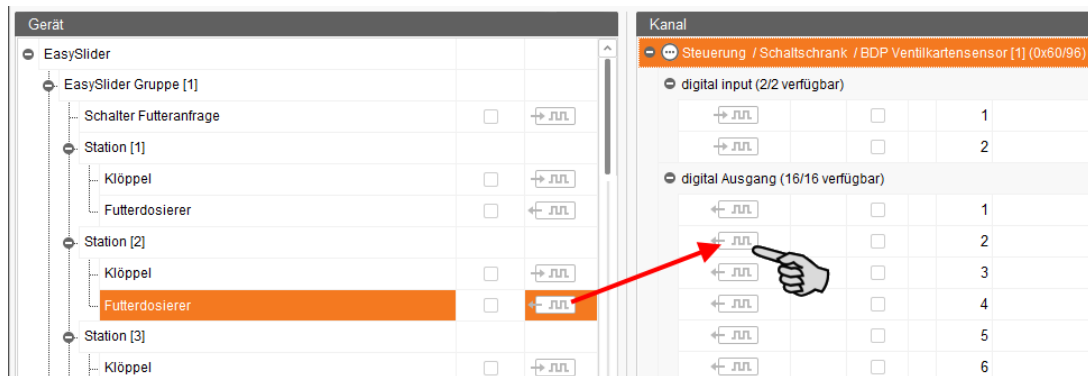 Gerät
EasySlider
EasySlider Gruppe [1]
Schalter Futteranfrage
Station [1]
Klöppel
Futterdosierer
Station [2]
Klöppel
Futterdosierer
Station [3]
Klöppel
Kanal
Steuerung / Schaltschrank / BDP Ventilkartensensor [1] (0x60/96)
digital input (2/2 verfügbar)
1
2
digital Ausgang (16/16 verfügbar)
1
2
3
4
5
6